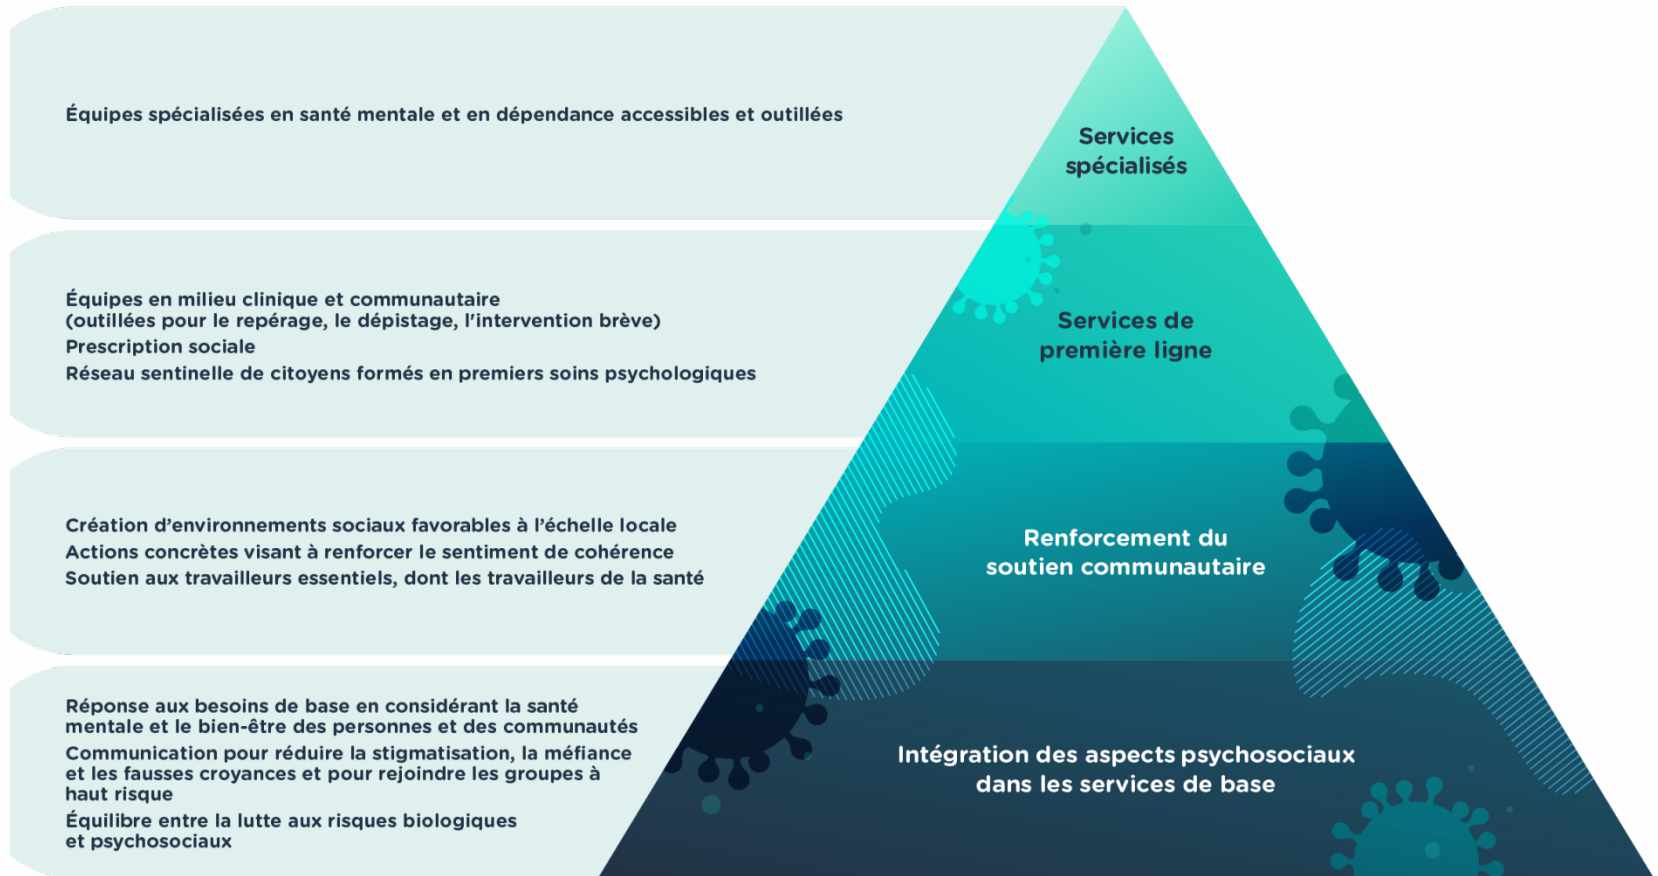 Équipes spécialisées en santé mentale et en dépendance accessibles et outillées
Services
spécialisés
Équipes en milieu clinique et communautaire
(outillées pour le repérage, le dépistage, l'intervention brève)
Prescription sociale
Réseau sentinelle de citoyens formés en premiers soins psychologiques
Services de
première ligne
Création d’environnements sociaux favorables à l’échelle locale
Actions concrètes visant à renforcer le sentiment de cohérence
Soutien aux travailleurs essentiels, dont les travailleurs de la santé
Renforcement du
soutien communautaire
Réponse aux besoins de base en considérant la santé
mentale et le bien-être des personnes et des communautés
Communication pour réduire la stigmatisation, la méfiance
et les fausses croyances et pour rejoindre les groupes à
haut risque
Équilibre entre la lutte aux risques biologiques
et psychosociaux
Intégration des aspects psychosociaux
dans les services de base